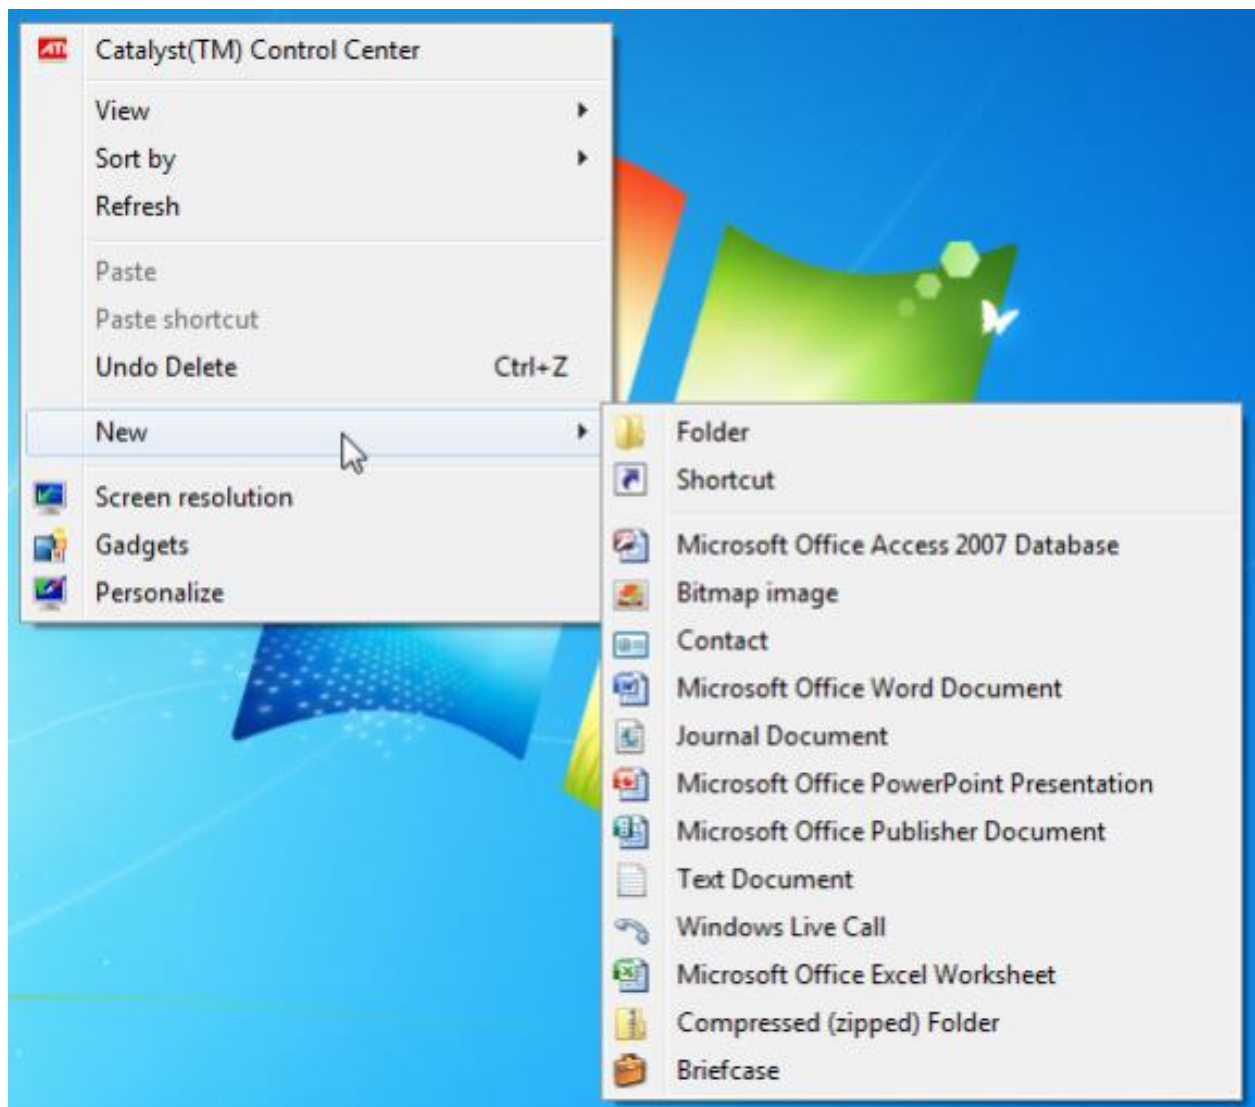 ATI Catalyst(TM) Control Center
View
Sort by
Refresh
Paste
Paste shortcut
Undo Delete Ctrl+Z
New
Screen resolution
Gadgets
Personalize
Folder
Shortcut
Microsoft Office Access 2007 Database
Bitmap image
Contact
Microsoft Office Word Document
Journal Document
Microsoft Office PowerPoint Presentation
Microsoft Office Publisher Document
Text Document
Windows Live Call
Microsoft Office Excel Worksheet
Compressed (zipped) Folder
Briefcase